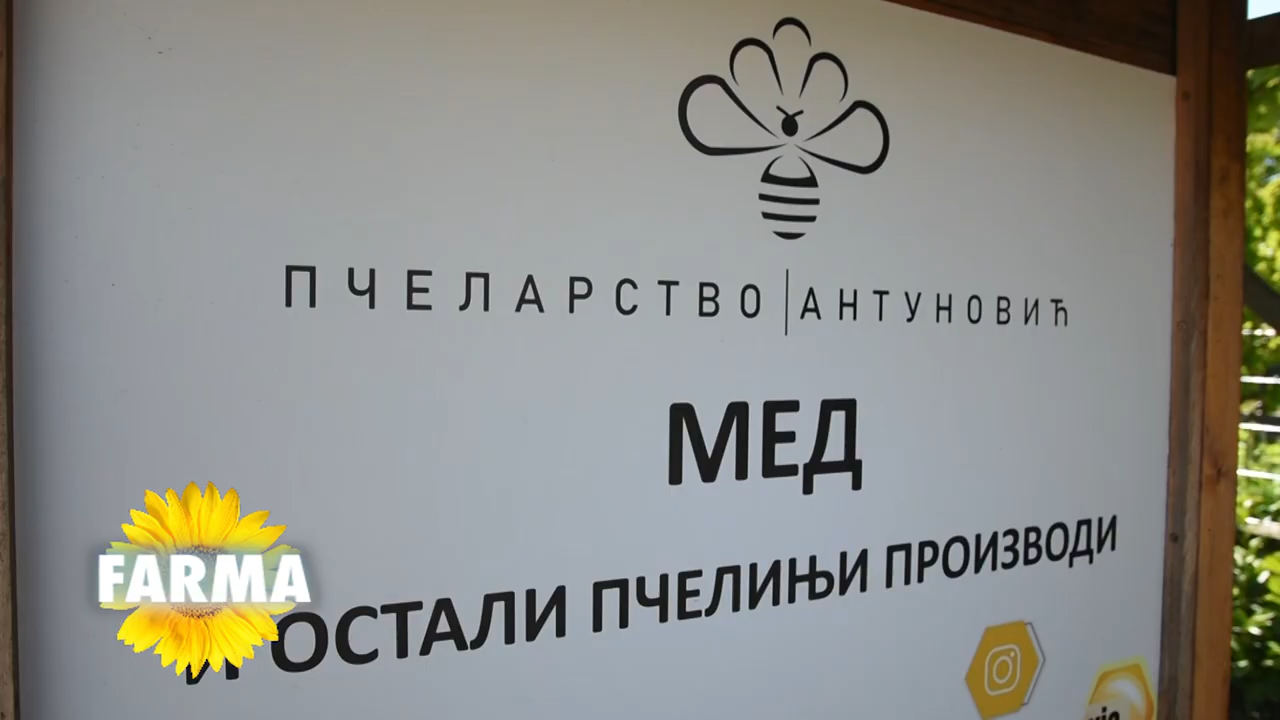 ПЧЕЛАРСТВО|АНТУНОВИЋ
МЕД
И ОСТАЛИ ПЧЕЛИЊИ ПРОИЗВОДИ
FARMA